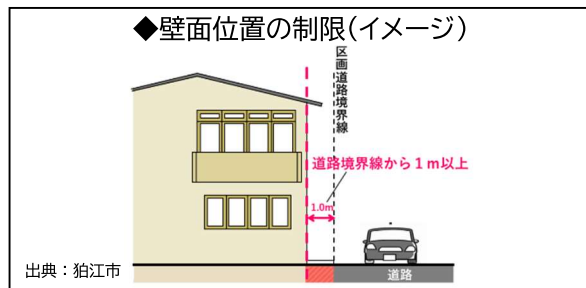 ◆壁面位置の制限(イメージ)
区画道路境界線
道路境界線から1m以上
1.0m
出典:狛江市
道路